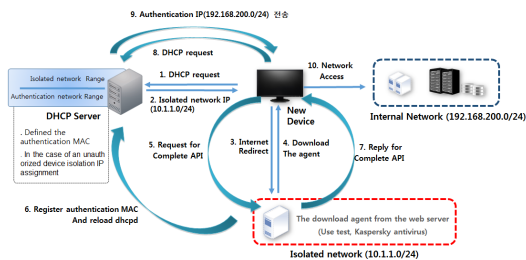 9. Authentication IP(192.168.200.0/24) 전송
8. DHCP request
1. DHCP request
2. Isolated network IP
(10.1.1.0/24)
10. Network
Access
Isolated network Range
Authentication network Range
DHCP Server
. Defined the
authentication MAC
. In the case of an unauth
orized device isolation IP
assignment
New
Device
Internal Network (192.168.200.0/24)
5. Request for
Complete API
3. Internet
Redirect
4. Download
The agent
7. Reply for
Complete API
6. Register authentication MAC
And reload dhcpd
The download agent from the web server
(Use test, Kaspersky antivirus)
Isolated network (10.1.1.0/24)